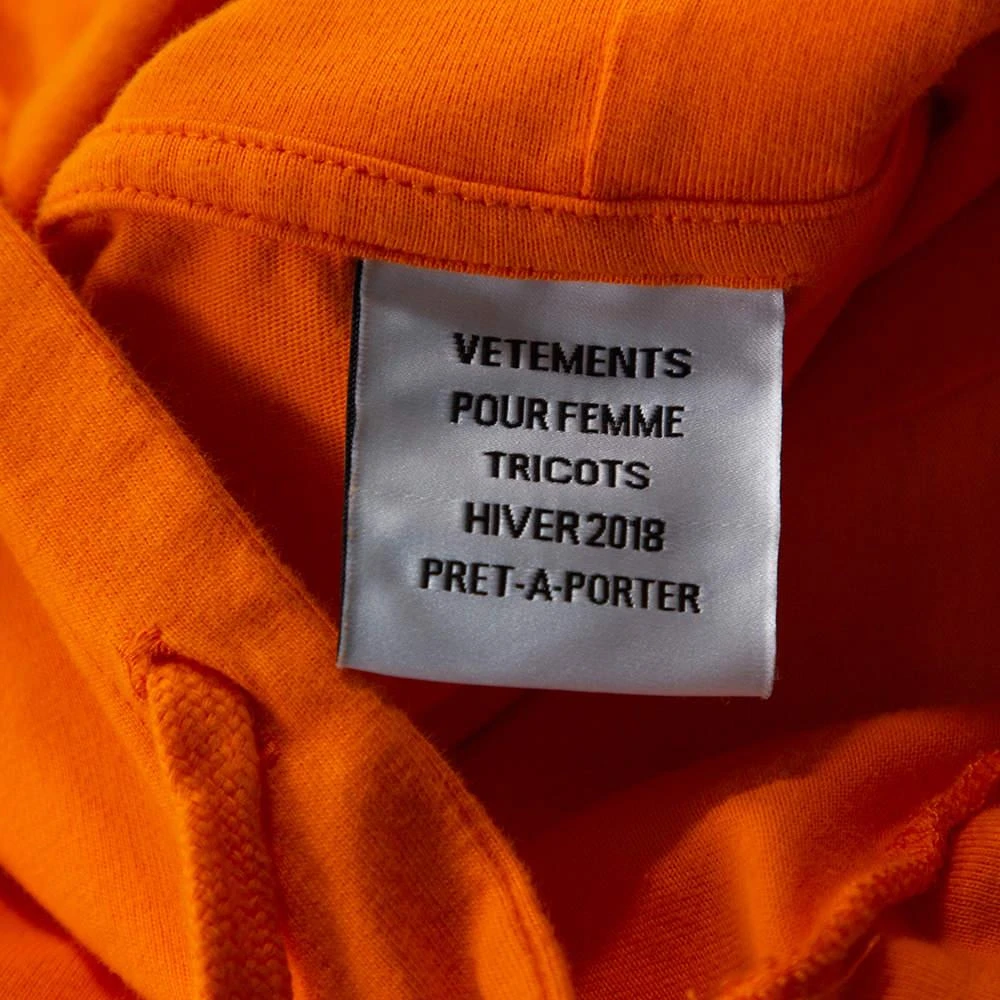 VETEMENTS
POUR FEMME
TRICOTS
HIVER 2018
PRET-A-PORTER